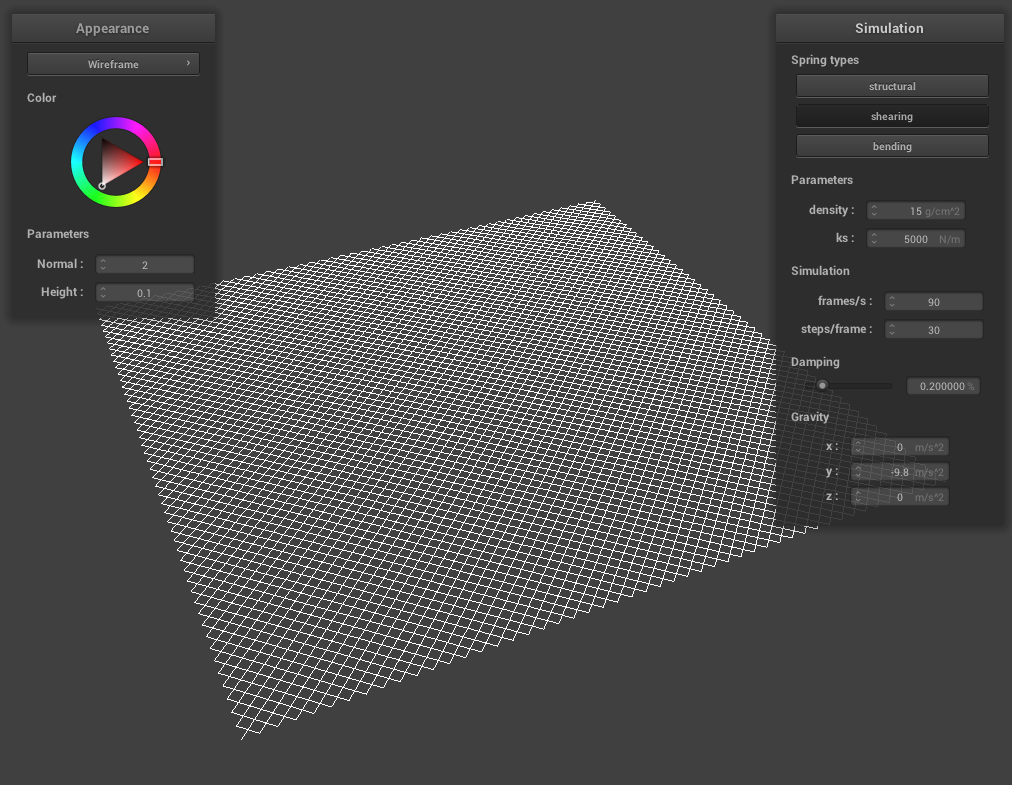 Appearance
Wireframe ›
Color
Parameters
Normal : 2
Height : 0.1
Simulation
Spring types
structural
shearing
bending
Parameters
density : 15 g/cm^2
ks : 5000 N/m
Simulation
frames/s : 90
steps/frame : 30
Damping
0.200000 %
Gravity
x : 0 m/s^2
y : -9.8 m/s^2
z : 0 m/s^2